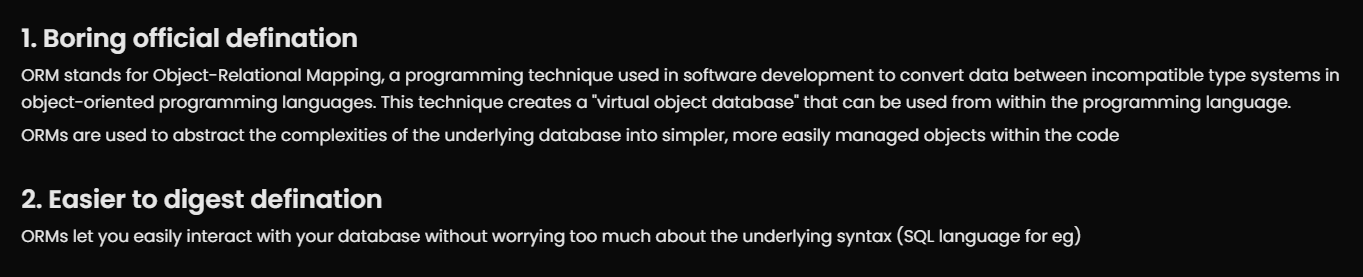 1. Boring official defination
ORM stands for Object-Relational Mapping, a programming technique used in software development to convert data between incompatible type systems in
object-oriented programming languages. This technique creates a "virtual object database" that can be used from within the programming language.
ORMs are used to abstract the complexities of the underlying database into simpler, more easily managed objects within the code
2. Easier to digest defination
ORMs let you easily interact with your database without worrying too much about the underlying syntax (SQL language for eg)